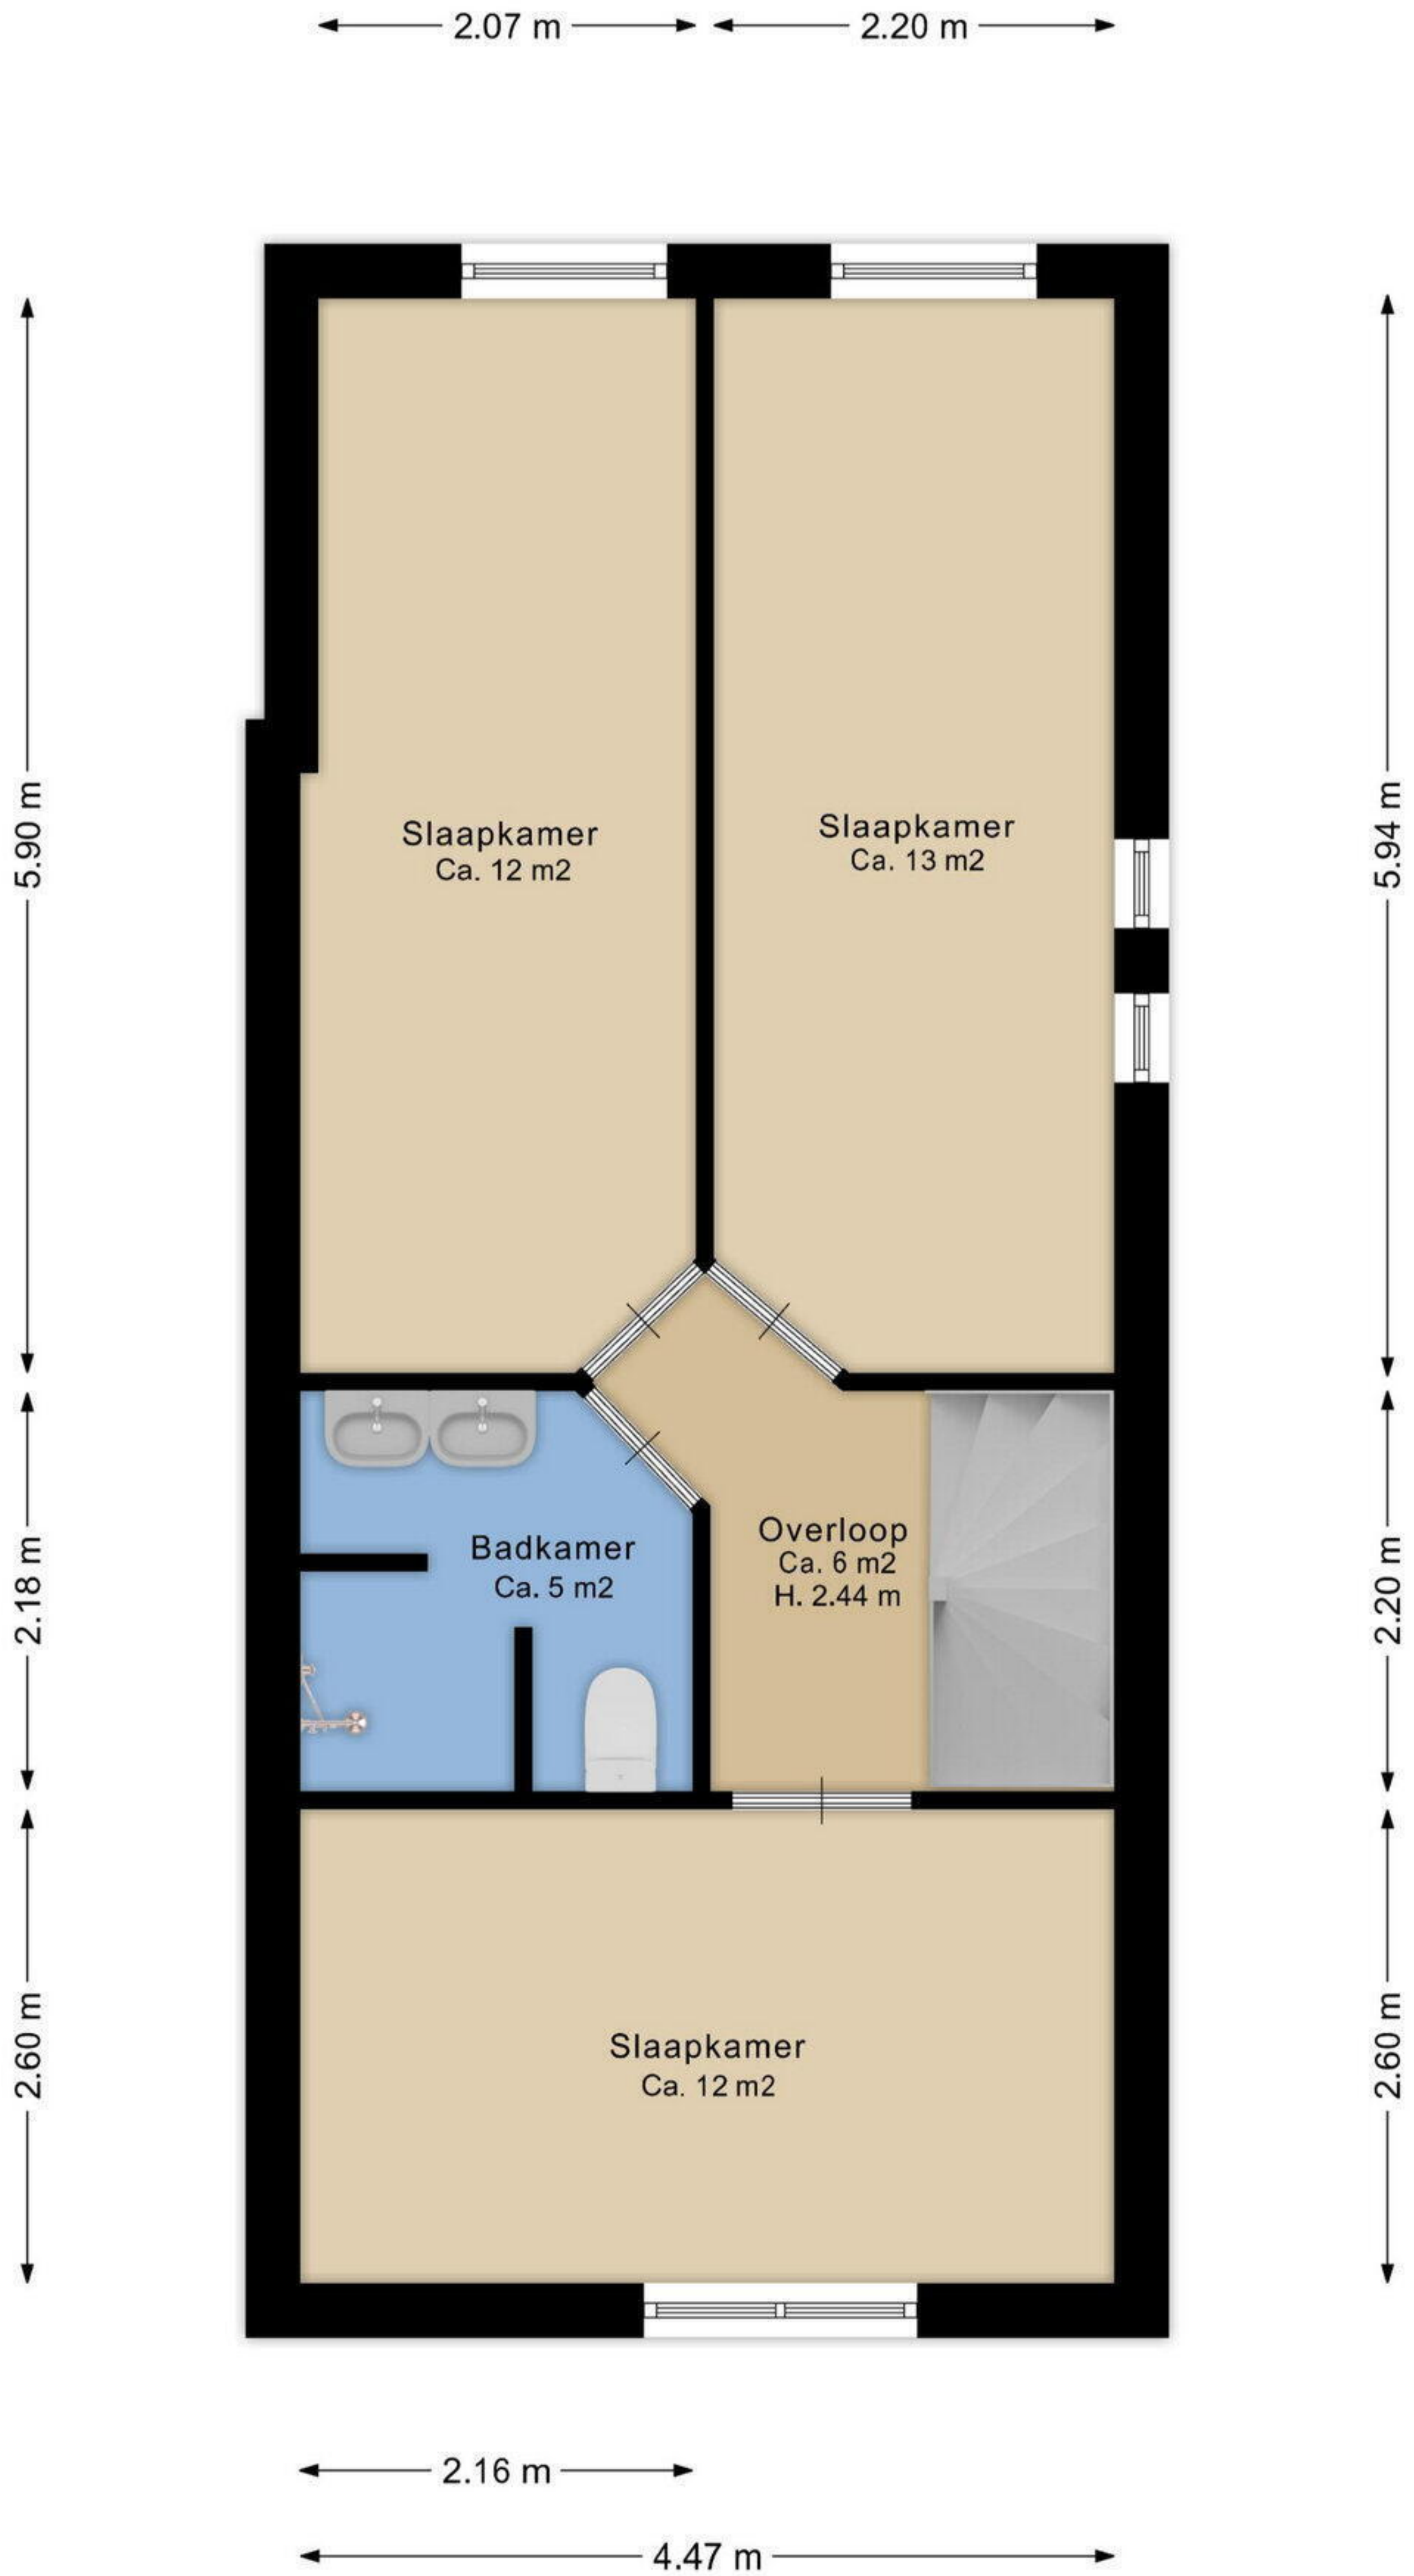 2.07 m
2.20 m
5.90 m
5.94 m
Slaapkamer
Ca. 12 m2
Slaapkamer
Ca. 13 m2
2.18 m
2.20 m
Badkamer
Ca. 5 m2
Overloop
Ca. 6 m2
H. 2.44 m
2.60 m
2.60 m
Slaapkamer
Ca. 12 m2
2.16 m
4.47 m